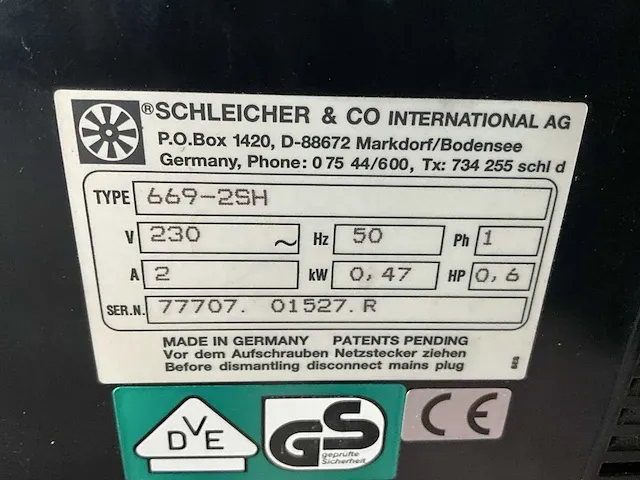 ®SCHLEICHER & CO INTERNATIONAL AG
P.O.Box 1420, D-88672 Markdorf/Bodensee
Germany, Phone: 0 75 44/600, Tx: 734 255 schl d
TYPE 669-2SH
V 230 ~ Hz 50 Ph 1
A 2 kW 0,47 HP 0,6
SER.N. 77707. 01527.R
MADE IN GERMANY PATENTS PENDING
Vor dem Aufschrauben Netzstecker ziehen
Before dismantling disconnect mains plug
DVE
GS
geprüfte
Sicherheit
CE